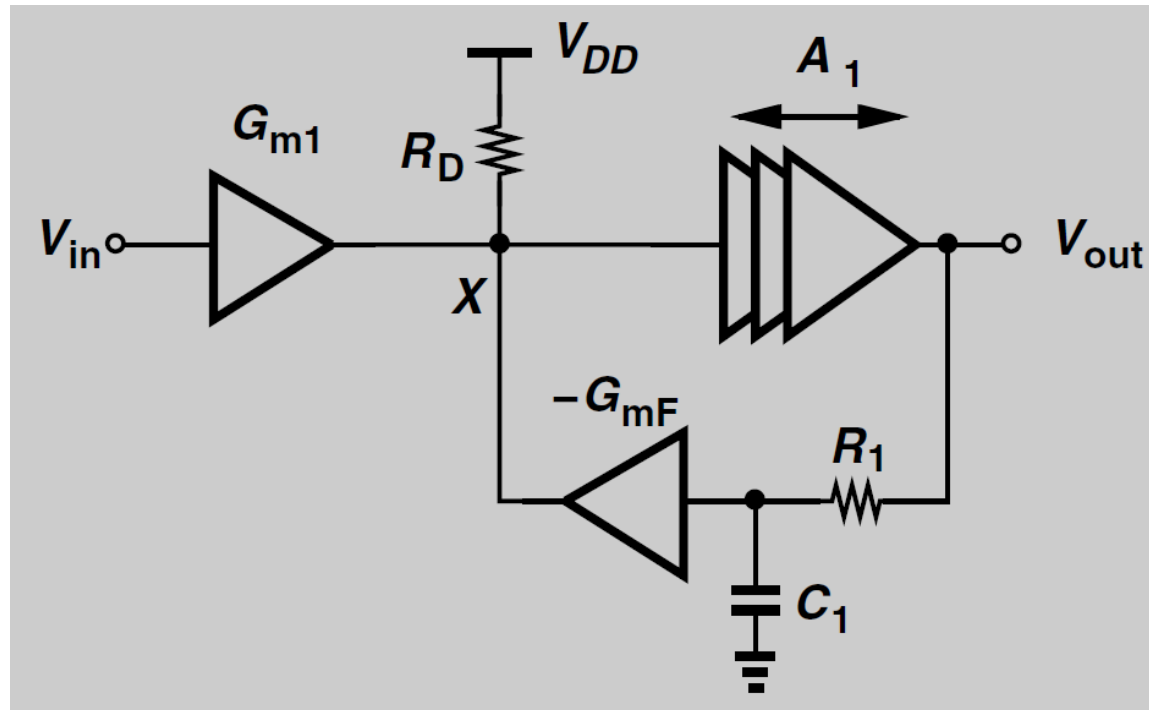 V_DD
A_1
G_m1
R_D
V_in
V_out
X
−G_mF
R_1
C_1